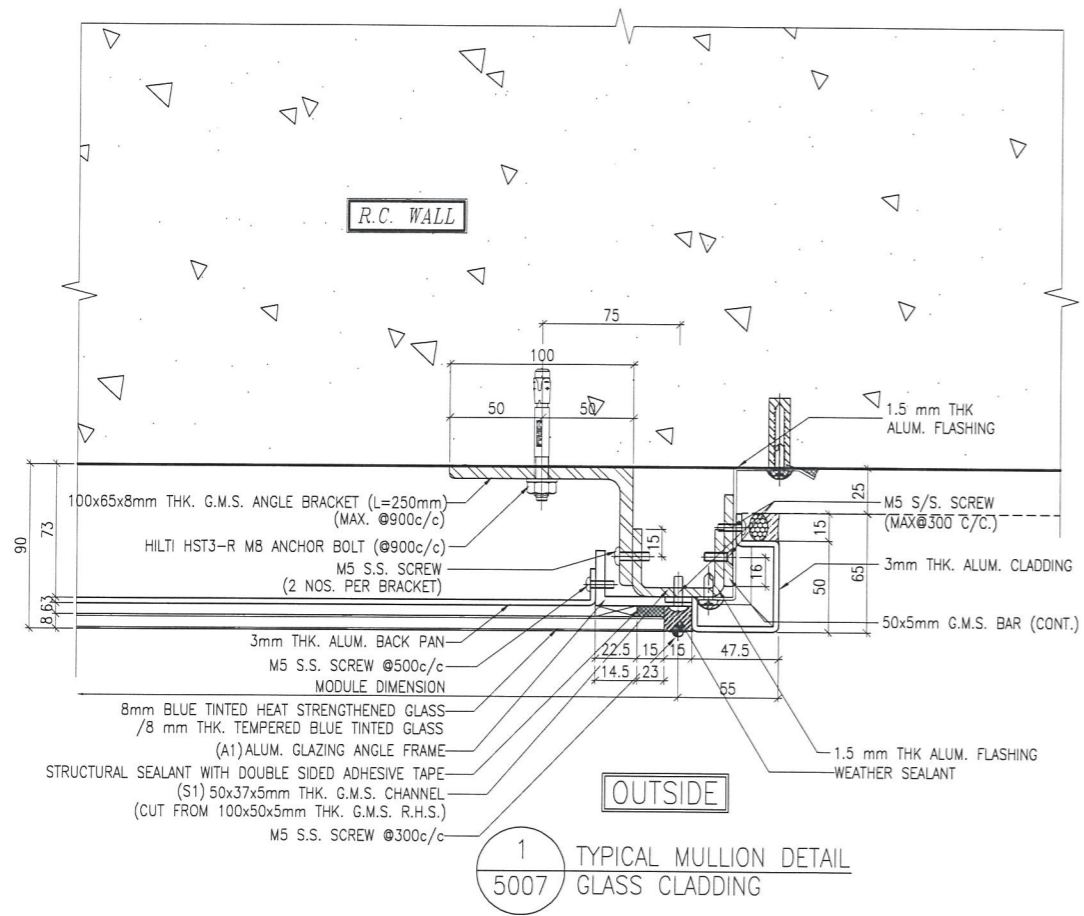 R.C. WALL
75
100
50
50
1.5 mm THK
ALUM. FLASHING
100x65x8mm THK. G.M.S. ANGLE BRACKET (L=250mm)
(MAX. @900c/c)
HILTI HST3-R M8 ANCHOR BOLT (@900c/c)
M5 S.S. SCREW
(2 NOS. PER BRACKET)
90
73
8
6
3
15
16
25
15
50
65
M5 S/S. SCREW
(MAX@300 C/C.)
3mm THK. ALUM. CLADDING
50x5mm G.M.S. BAR (CONT.)
3mm THK. ALUM. BACK PAN
M5 S.S. SCREW @500c/c
MODULE DIMENSION
22.5
15
15
47.5
14.5
23
55
8mm BLUE TINTED HEAT STRENGTHENED GLASS
/8 mm THK. TEMPERED BLUE TINTED GLASS
(A1) ALUM. GLAZING ANGLE FRAME
STRUCTURAL SEALANT WITH DOUBLE SIDED ADHESIVE TAPE
(S1) 50x37x5mm THK. G.M.S. CHANNEL
(CUT FROM 100x50x5mm THK. G.M.S. R.H.S.)
M5 S.S. SCREW @300c/c
1.5 mm THK ALUM. FLASHING
WEATHER SEALANT
OUTSIDE
1
5007
TYPICAL MULLION DETAIL
GLASS CLADDING